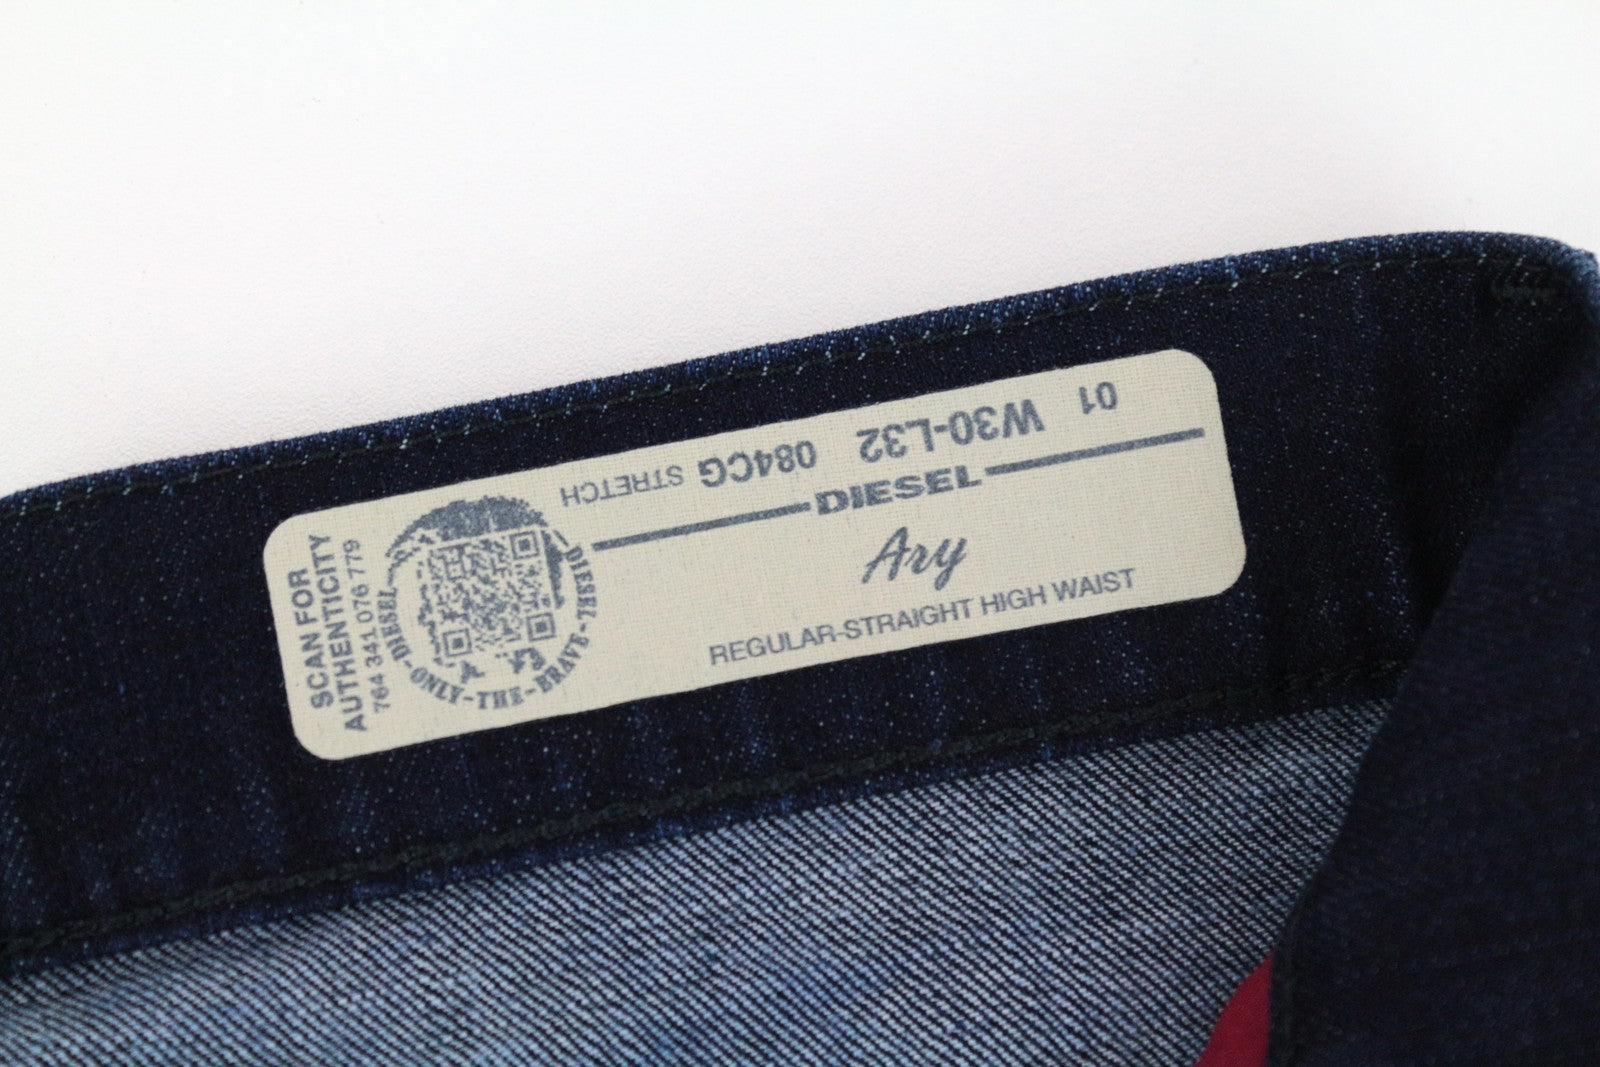 SCAN FOR
AUTHENTICITY
764 341 076 779
DIESEL-ONLY-THE-BRAVE-DIESEL
01 W30-L32 084CG STRETCH
DIESEL
Ary
REGULAR-STRAIGHT HIGH WAIST